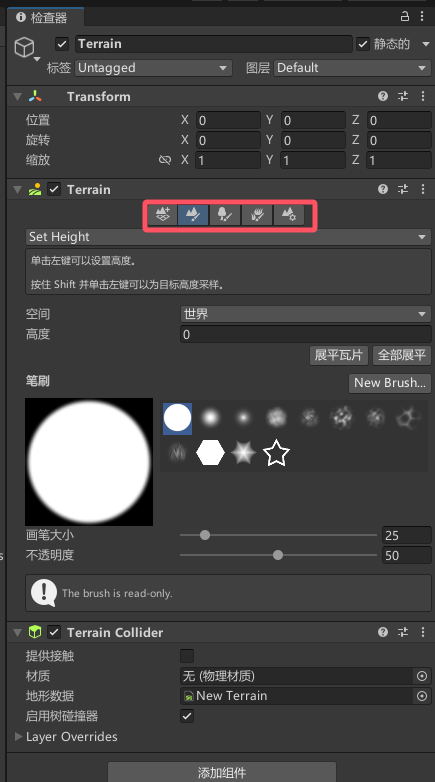 检查器
Terrain 静态的
标签 Untagged 图层 Default
Transform
位置 X 0 Y 0 Z 0
旋转 X 0 Y 0 Z 0
缩放 X 1 Y 1 Z 1
Terrain
Set Height
单击左键可以设置高度。
按住 Shift 并单击左键可以为目标高度采样。
空间 世界
高度 0
展平瓦片 全部展平
笔刷 New Brush...
画笔大小 25
不透明度 50
The brush is read-only.
Terrain Collider
提供接触
材质 无 (物理材质)
地形数据 New Terrain
启用树碰撞器
Layer Overrides
添加组件